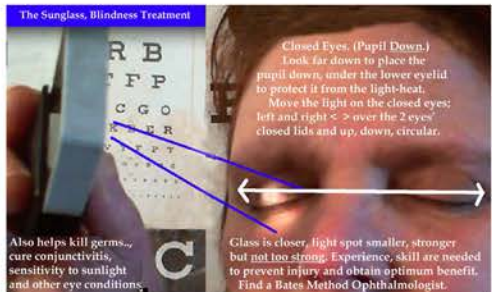 The Sunglass, Blindness Treatment
R B
T F P
C G O
Closed Eyes. (Pupil Down.)
Look far down to place the
pupil down, under the lower eyelid
to protect it from the light-heat.
Move the light on the closed eyes;
left and right < > over the 2 eyes'
closed lids and up, down, circular.
Also helps kill germs..,
cure conjunctivitis,
sensitivity to sunlight
and other eye conditions.
C
Glass is closer, light spot smaller, stronger
but not too strong. Experience, skill are needed
to prevent injury and obtain optimum benefit.
Find a Bates Method Ophthalmologist.